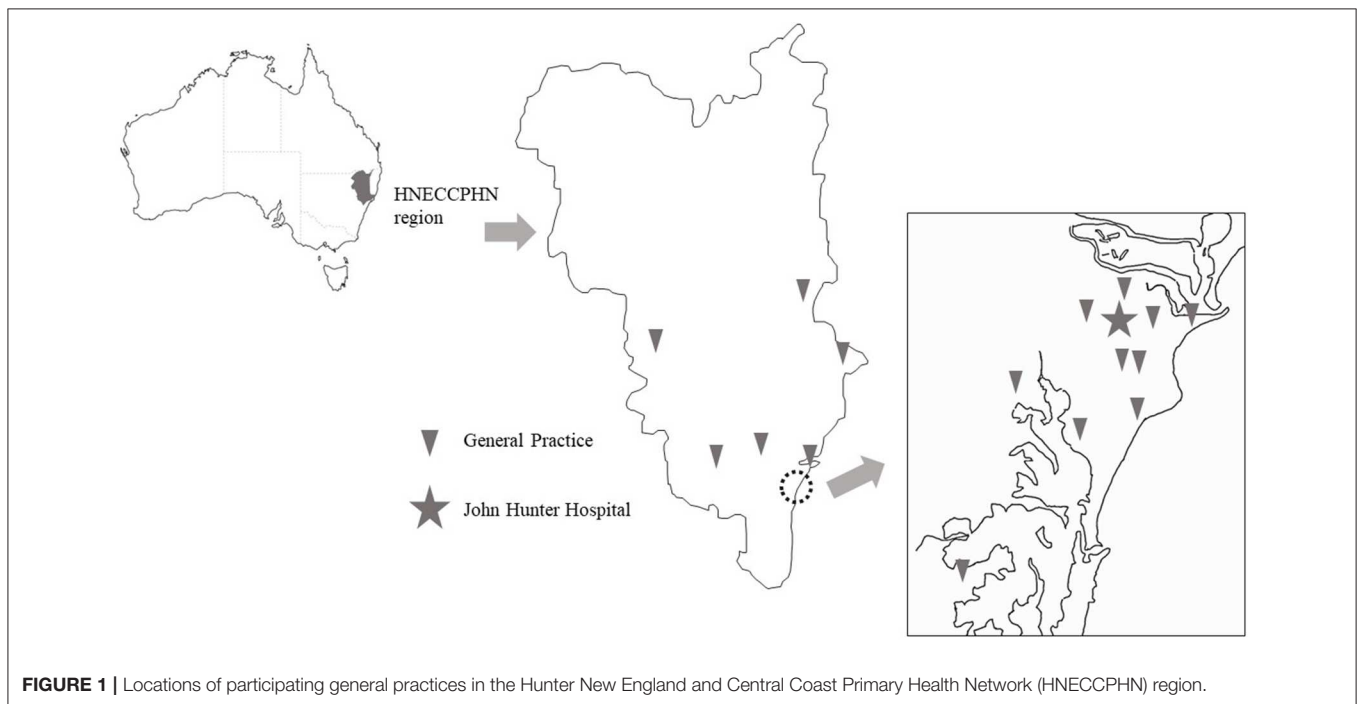 HNECCPHN
region
General Practice
John Hunter Hospital
FIGURE 1 | Locations of participating general practices in the Hunter New England and Central Coast Primary Health Network (HNECCPHN) region.